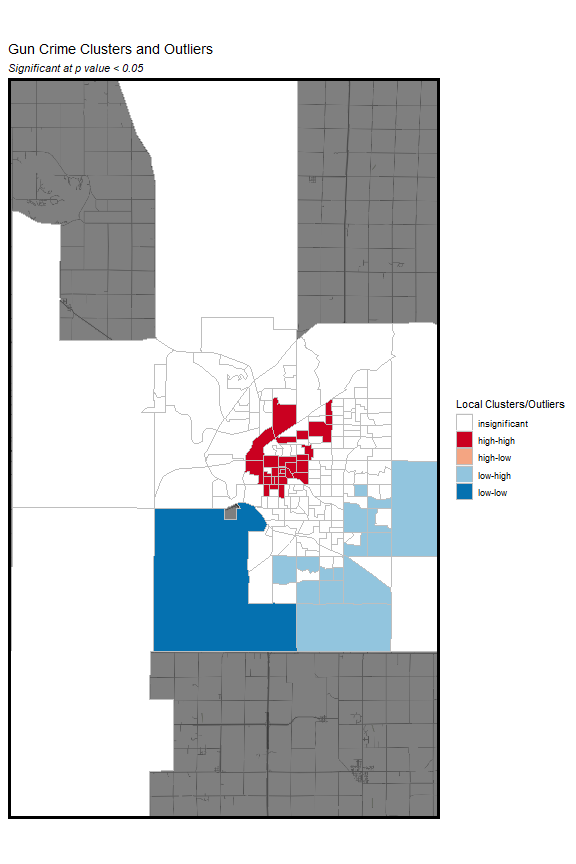 Gun Crime Clusters and Outliers
Significant at p value < 0.05
Local Clusters/Outliers
insignificant
high-high
high-low
low-high
low-low